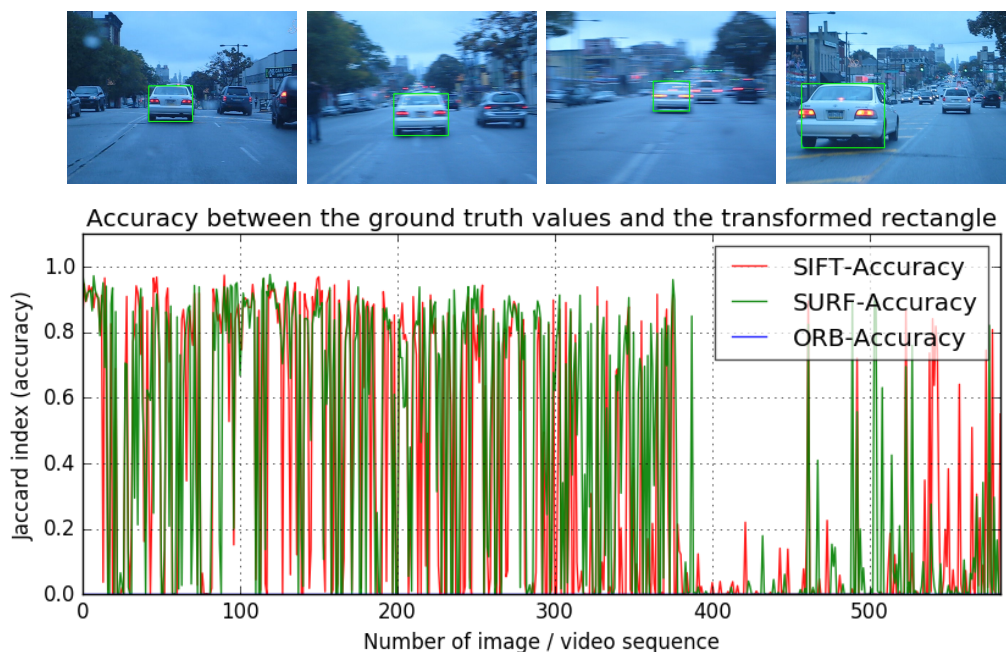 Accuracy between the ground truth values and the transformed rectangle
1.0
0.8
0.6
0.4
0.2
0.0
Jaccard index (accuracy)
SIFT-Accuracy
SURF-Accuracy
ORB-Accuracy
0 100 200 300 400 500
Number of image / video sequence